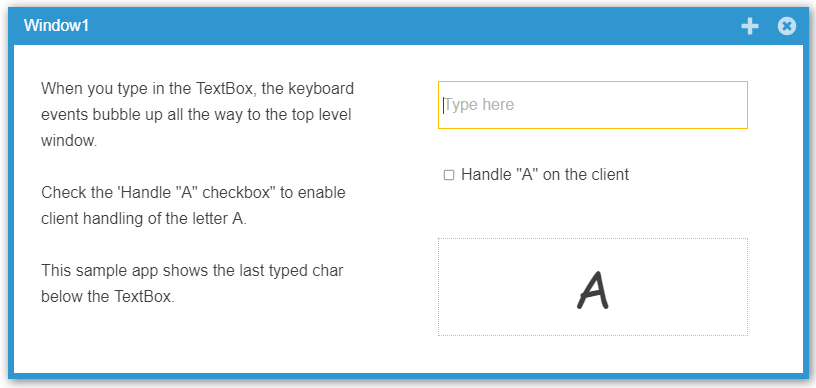 Window1
When you type in the TextBox, the keyboard
events bubble up all the way to the top level
window.
Check the 'Handle "A" checkbox" to enable
client handling of the letter A.
This sample app shows the last typed char
below the TextBox.
Type here
Handle "A" on the client
A